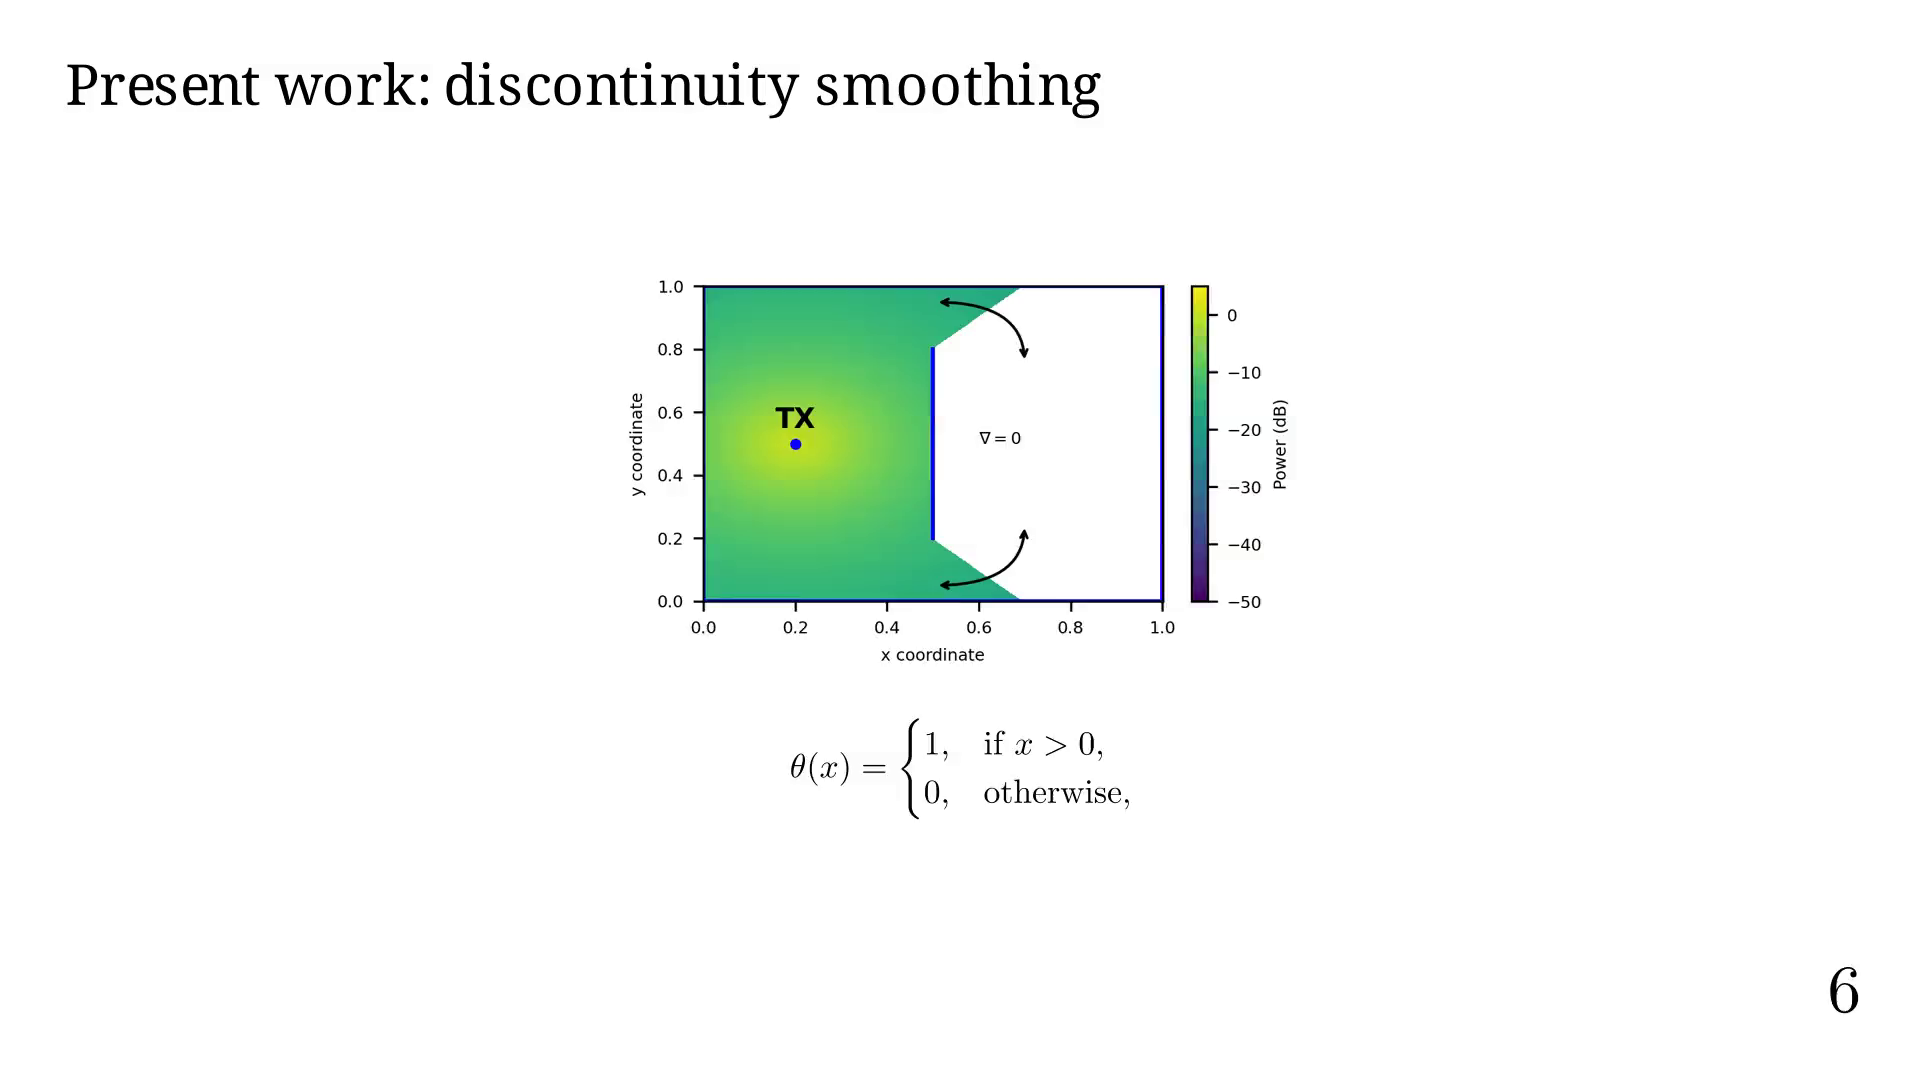 Present work: discontinuity smoothing
1.0
0.8
0.6
0.4
0.2
0.0
y coordinate
TX
∇ = 0
0.0 0.2 0.4 0.6 0.8 1.0
x coordinate
0
−10
−20
−30
−40
−50
Power (dB)
θ(x) = {1, if x > 0,
0, otherwise,
6